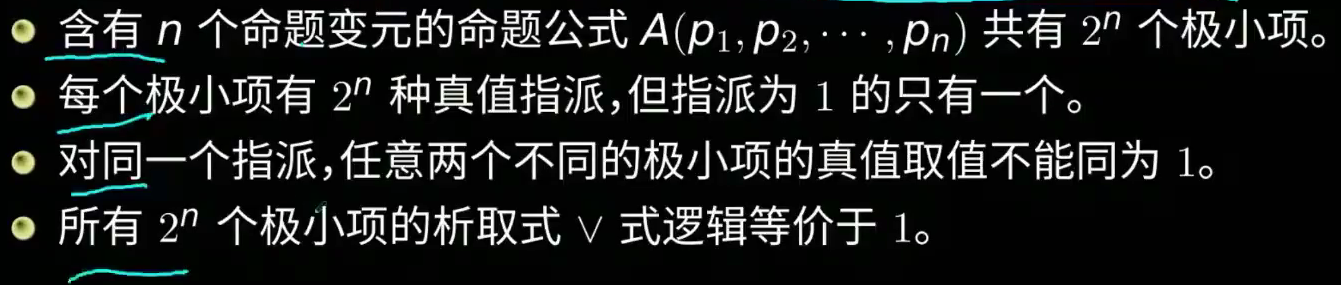 含有 n 个命题变元的命题公式 A(p₁, p₂, ⋯ , pₙ) 共有 2ⁿ 个极小项。
每个极小项有 2ⁿ 种真值指派,但指派为 1 的只有一个。
对同一个指派,任意两个不同的极小项的真值取值不能同为 1。
所有 2ⁿ 个极小项的析取式 ∨ 式逻辑等价于 1。